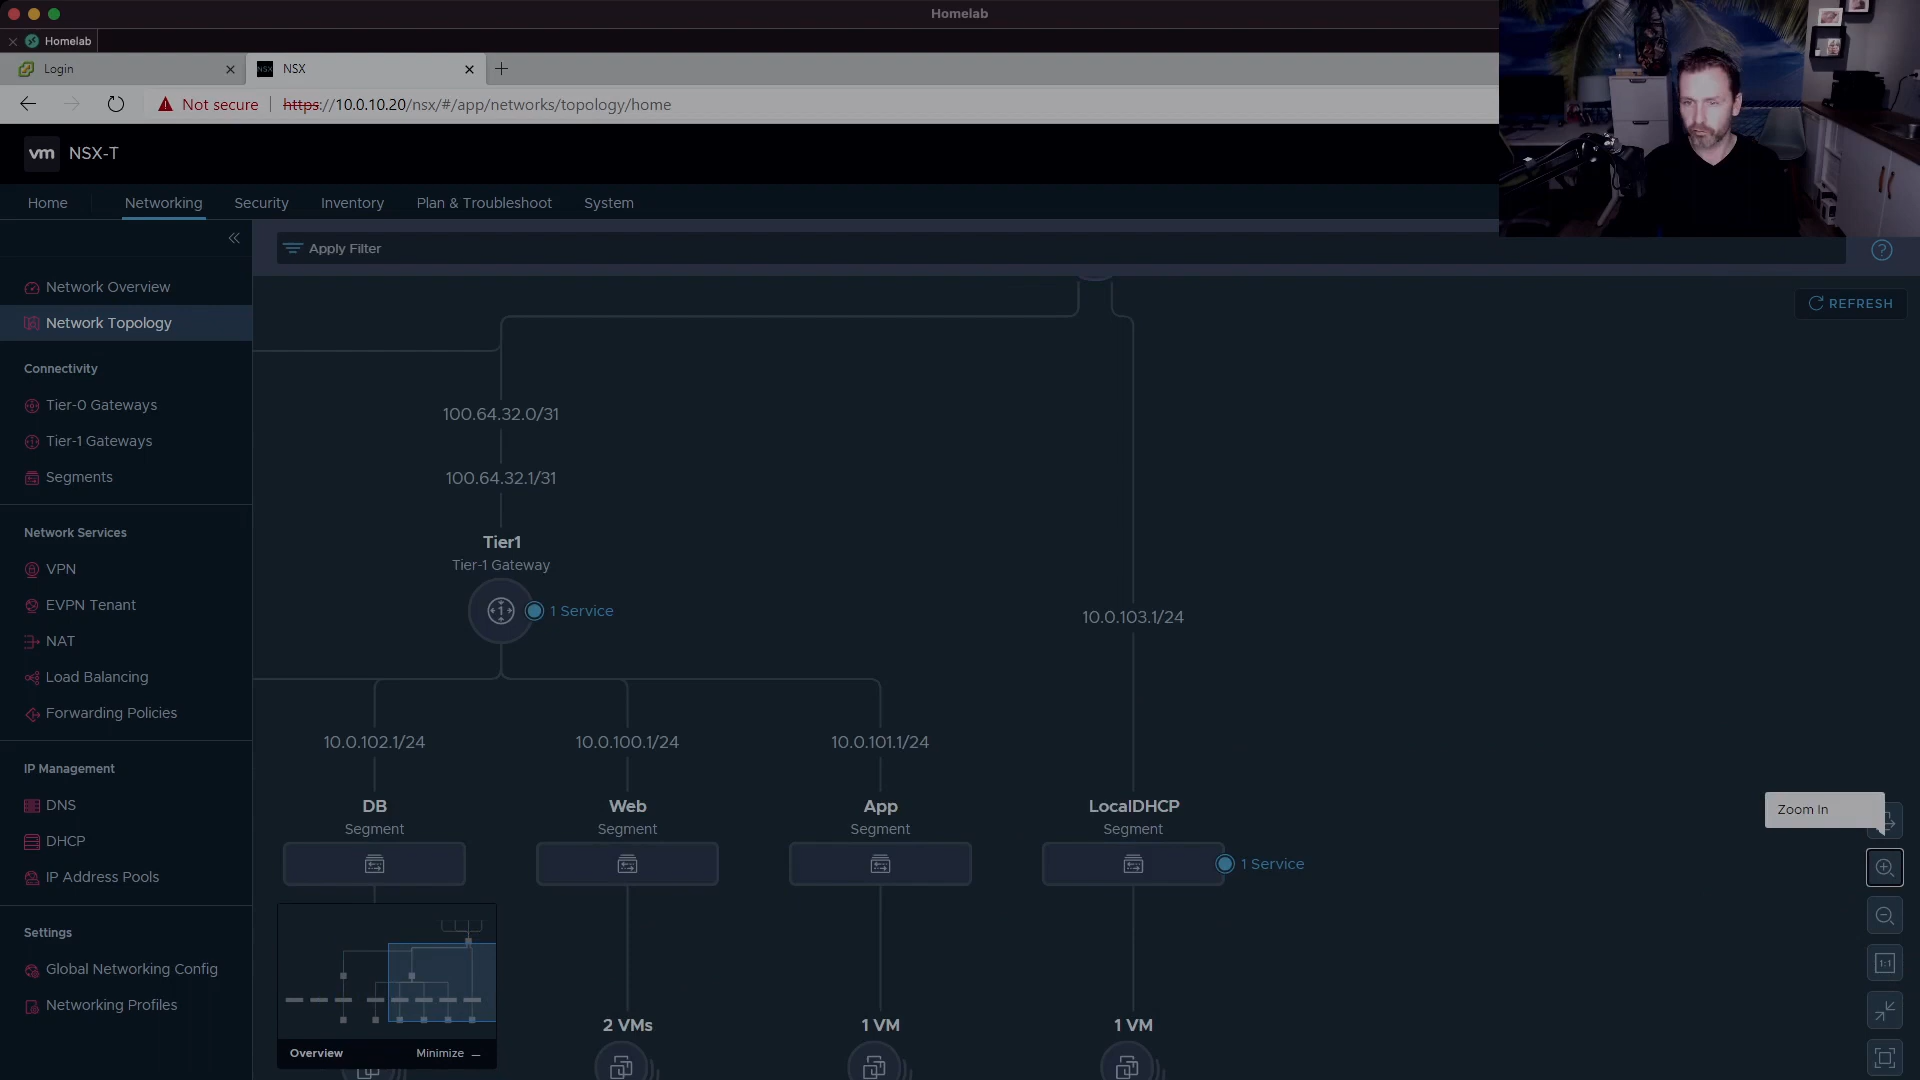 Homelab
Homelab
Login
NSX
Not secure
https://10.0.10.20/nsx/#/app/networks/topology/home
vm NSX-T
Home
Networking
Security
Inventory
Plan & Troubleshoot
System
Apply Filter
Network Overview
Network Topology
Connectivity
Tier-0 Gateways
Tier-1 Gateways
Segments
Network Services
VPN
EVPN Tenant
NAT
Load Balancing
Forwarding Policies
IP Management
DNS
DHCP
IP Address Pools
Settings
Global Networking Config
Networking Profiles
REFRESH
100.64.32.0/31
100.64.32.1/31
Tier1
Tier-1 Gateway
1 Service
10.0.103.1/24
10.0.102.1/24
10.0.100.1/24
10.0.101.1/24
DB
Segment
Web
Segment
App
Segment
LocalDHCP
Segment
1 Service
Zoom In
1:1
2 VMs
1 VM
1 VM
Overview
Minimize